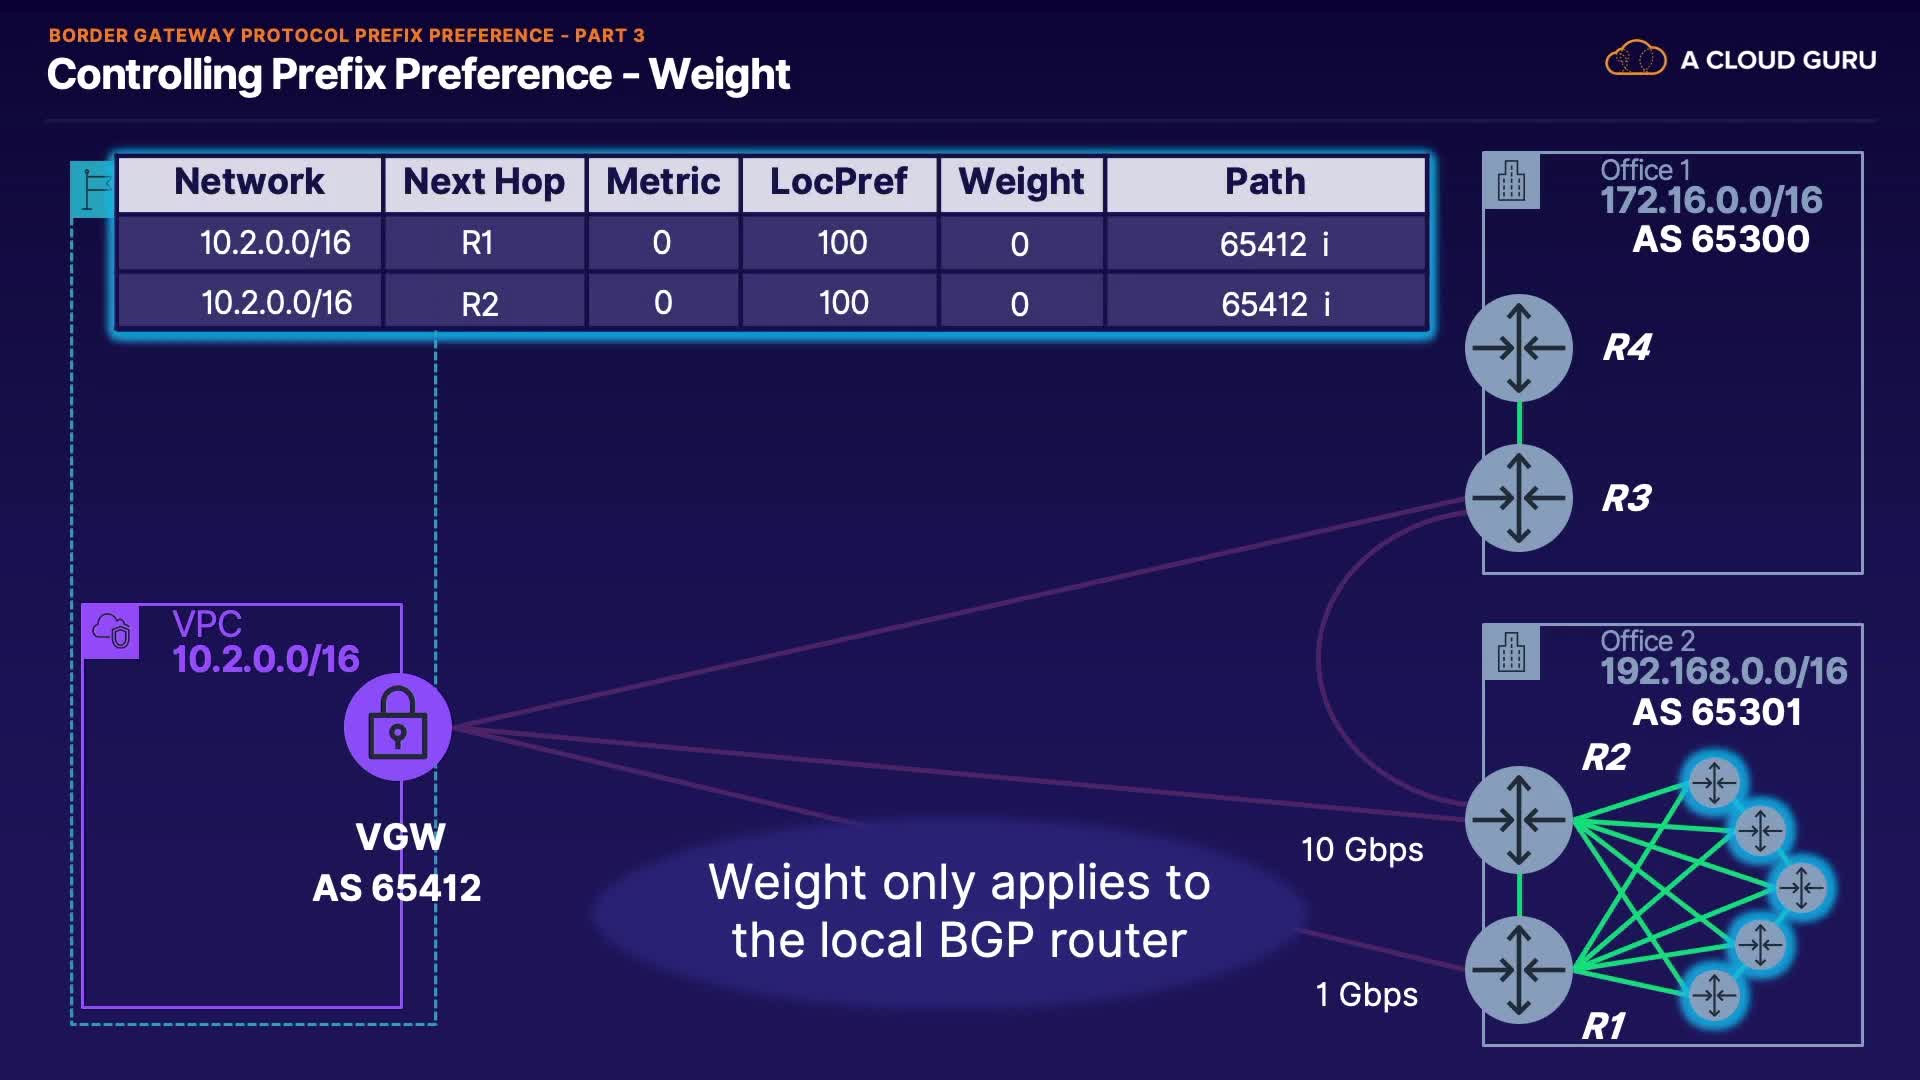 BORDER GATEWAY PROTOCOL PREFIX PREFERENCE - PART 3
Controlling Prefix Preference - Weight
A CLOUD GURU
Network Next Hop Metric LocPref Weight Path
10.2.0.0/16 R1 0 100 0 65412 i
10.2.0.0/16 R2 0 100 0 65412 i
Office 1
172.16.0.0/16
AS 65300
R4
R3
VPC
10.2.0.0/16
VGW
AS 65412
Weight only applies to
the local BGP router
10 Gbps
1 Gbps
Office 2
192.168.0.0/16
AS 65301
R2
R1